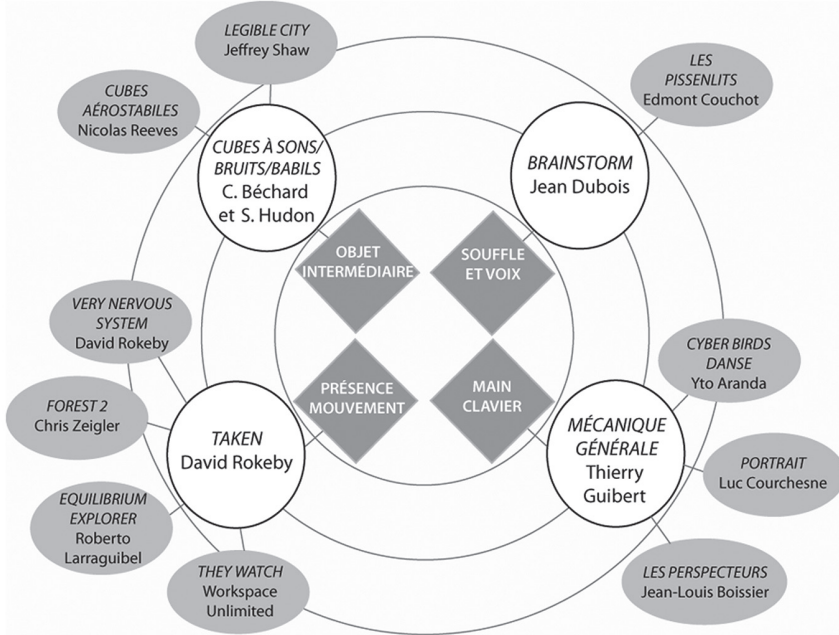 LEGIBLE CITY
Jeffrey Shaw
CUBES
AÉROSTABILES
Nicolas Reeves
CUBES À SONS/
BRUITS/BABILS
C. Béchard
et S. Hudon
LES
PISSENLITS
Edmont Couchot
BRAINSTORM
Jean Dubois
OBJET
INTERMÉDIAIRE
SOUFFLE
ET VOIX
PRÉSENCE
MOUVEMENT
MAIN
CLAVIER
VERY NERVOUS
SYSTEM
David Rokeby
FOREST 2
Chris Zeigler
TAKEN
David Rokeby
EQUILIBRIUM
EXPLORER
Roberto
Larraguibel
THEY WATCH
Workspace
Unlimited
CYBER BIRDS
DANSE
Yto Aranda
MÉCANIQUE
GÉNÉRALE
Thierry
Guibert
PORTRAIT
Luc Courchesne
LES PERSPECTEURS
Jean-Louis Boissier